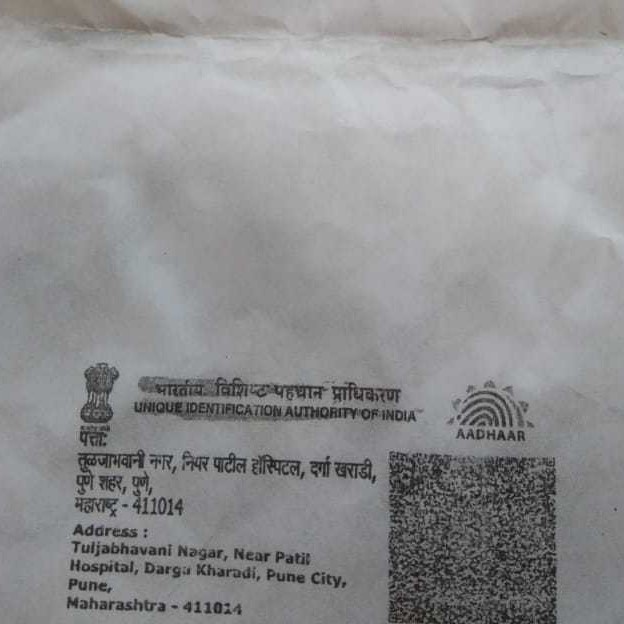 भारतीय विशिष्ट पहचान प्राधिकरण
UNIQUE IDENTIFICATION AUTHORITY OF INDIA
AADHAAR
पत्ता:
तुळजाभवानी नगर, नियर पाटील हॉस्पिटल, दर्गा खराडी,
पुणे शहर, पुणे,
महाराष्ट्र - 411014
Address :
Tuljabhavani Nagar, Near Patil
Hospital, Darga Kharadi, Pune City,
Pune,
Maharashtra - 411014